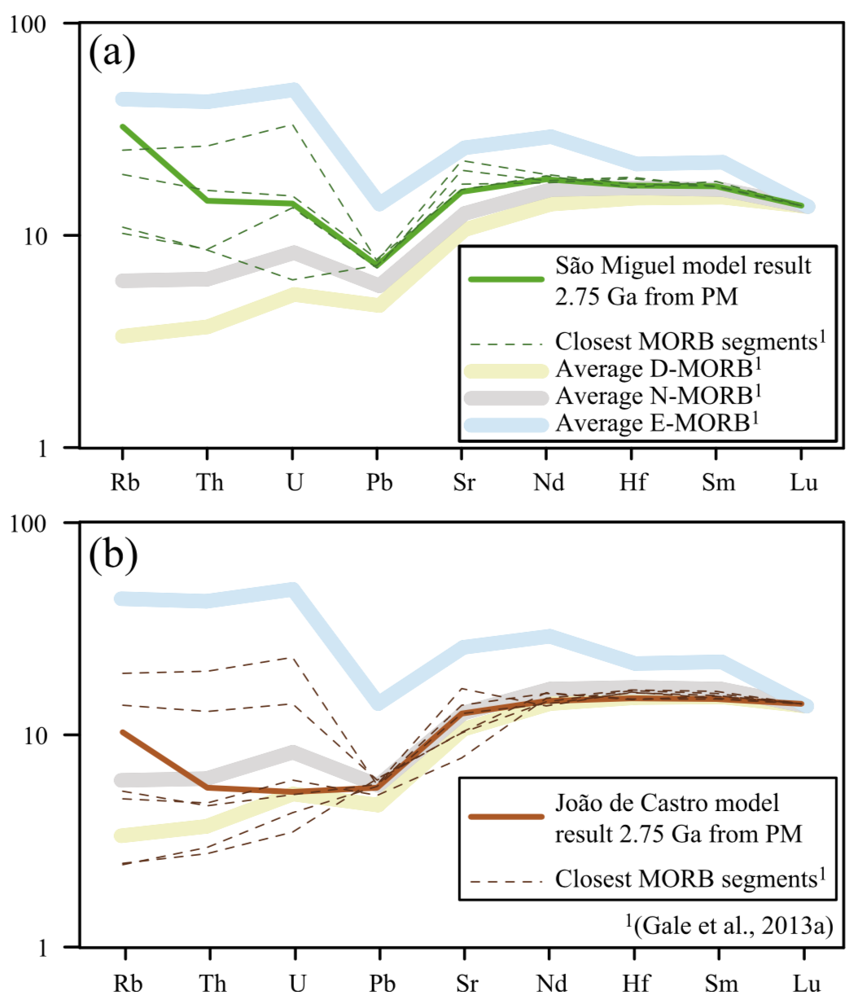 100
(a)
10
São Miguel model result
2.75 Ga from PM
Closest MORB segments¹
Average D-MORB¹
Average N-MORB¹
Average E-MORB¹
1
Rb Th U Pb Sr Nd Hf Sm Lu
100
(b)
10
João de Castro model
result 2.75 Ga from PM
Closest MORB segments¹
¹(Gale et al., 2013a)
1
Rb Th U Pb Sr Nd Hf Sm Lu